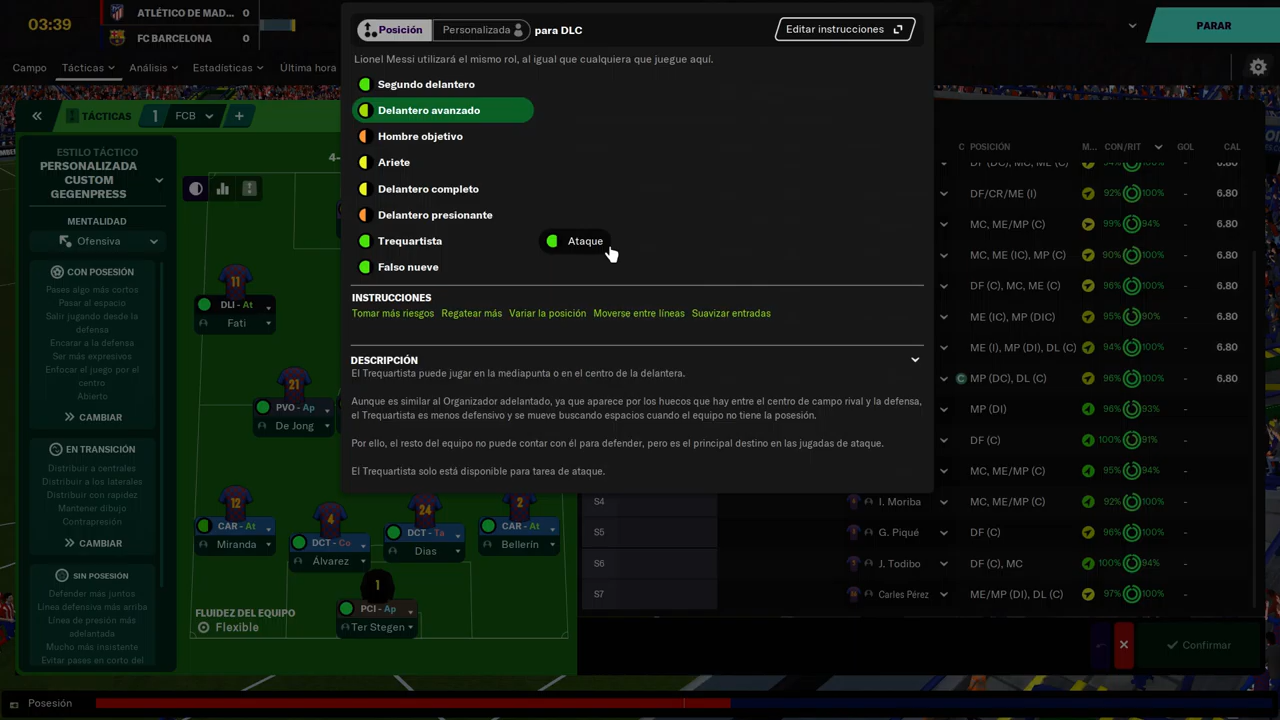 03:39
ATLÉTICO DE MAD... 0
FC BARCELONA 0
PARAR
Campo Tácticas Análisis Estadísticas Última hora
Posición Personalizada para DLC Editar instrucciones
Lionel Messi utilizará el mismo rol, al igual que cualquiera que juegue aquí.
Segundo delantero
Delantero avanzado
Hombre objetivo
Ariete
Delantero completo
Delantero presionante
Trequartista Ataque
Falso nueve
INSTRUCCIONES
Tomar más riesgos Regatear más Variar la posición Moverse entre líneas Suavizar entradas
DESCRIPCIÓN
El Trequartista puede jugar en la mediapunta o en el centro de la delantera.
Aunque es similar al Organizador adelantado, ya que aparece por los huecos que hay entre el centro de campo rival y la defensa,
el Trequartista es menos defensivo y se mueve buscando espacios cuando el equipo no tiene la posesión.
Por ello, el resto del equipo no puede contar con él para defender, pero es el principal destino en las jugadas de ataque.
El Trequartista solo está disponible para tarea de ataque.
TÁCTICAS 1 FCB
ESTILO TÁCTICO
PERSONALIZADA
CUSTOM
GEGENPRESS
MENTALIDAD
Ofensiva
CON POSESIÓN
Pases algo más cortos
Pasar al espacio
Salir jugando desde la
defensa
Encarar a la defensa
Ser más expresivos
Enfocar el juego por el
centro
Abierto
CAMBIAR
EN TRANSICIÓN
Distribuir a centrales
Distribuir a los laterales
Distribuir con rapidez
Mantener dibujo
Contrapresión
CAMBIAR
SIN POSESIÓN
Defender más juntos
Línea defensiva más arriba
Línea de presión más
adelantada
Mucho más insistente
Evitar pases en corto del
4-
11
DLI - At
Fati
21
PVO - Ap
De Jong
12
CAR - At
Miranda
4
DCT - Co
Álvarez
24
DCT - Ta
Dias
2
CAR - At
Bellerín
1
PCI - Ap
Ter Stegen
FLUIDEZ DEL EQUIPO
Flexible
C POSICIÓN M... CON/RIT GOL CAL
DF (DC), MC, ME (C) 94% 100% - 6.80
DF/CR/ME (I) 92% 100% - 6.80
MC, ME/MP (C) 99% 94% - 6.80
MC, ME (IC), MP (C) 90% 100% - 6.80
DF (C), MC, ME (C) 96% 100% - 6.80
ME (IC), MP (DIC) 95% 90% - 6.80
ME (I), MP (DI), DL (C) 94% 100% - 6.80
C MP (DC), DL (C) 96% 100% 6.80
MP (DI) 96% 93% -
DF (C) 100% 91% -
MC, ME/MP (C) 95% 94% -
S4 I. Moriba MC, ME/MP (C) 92% 100% -
S5 G. Piqué DF (C) 96% 100% -
S6 J. Todibo DF (C), MC 100% 94% -
S7 Carles Pérez ME/MP (DI), DL (C) 97% 100% -
Confirmar
Posesión